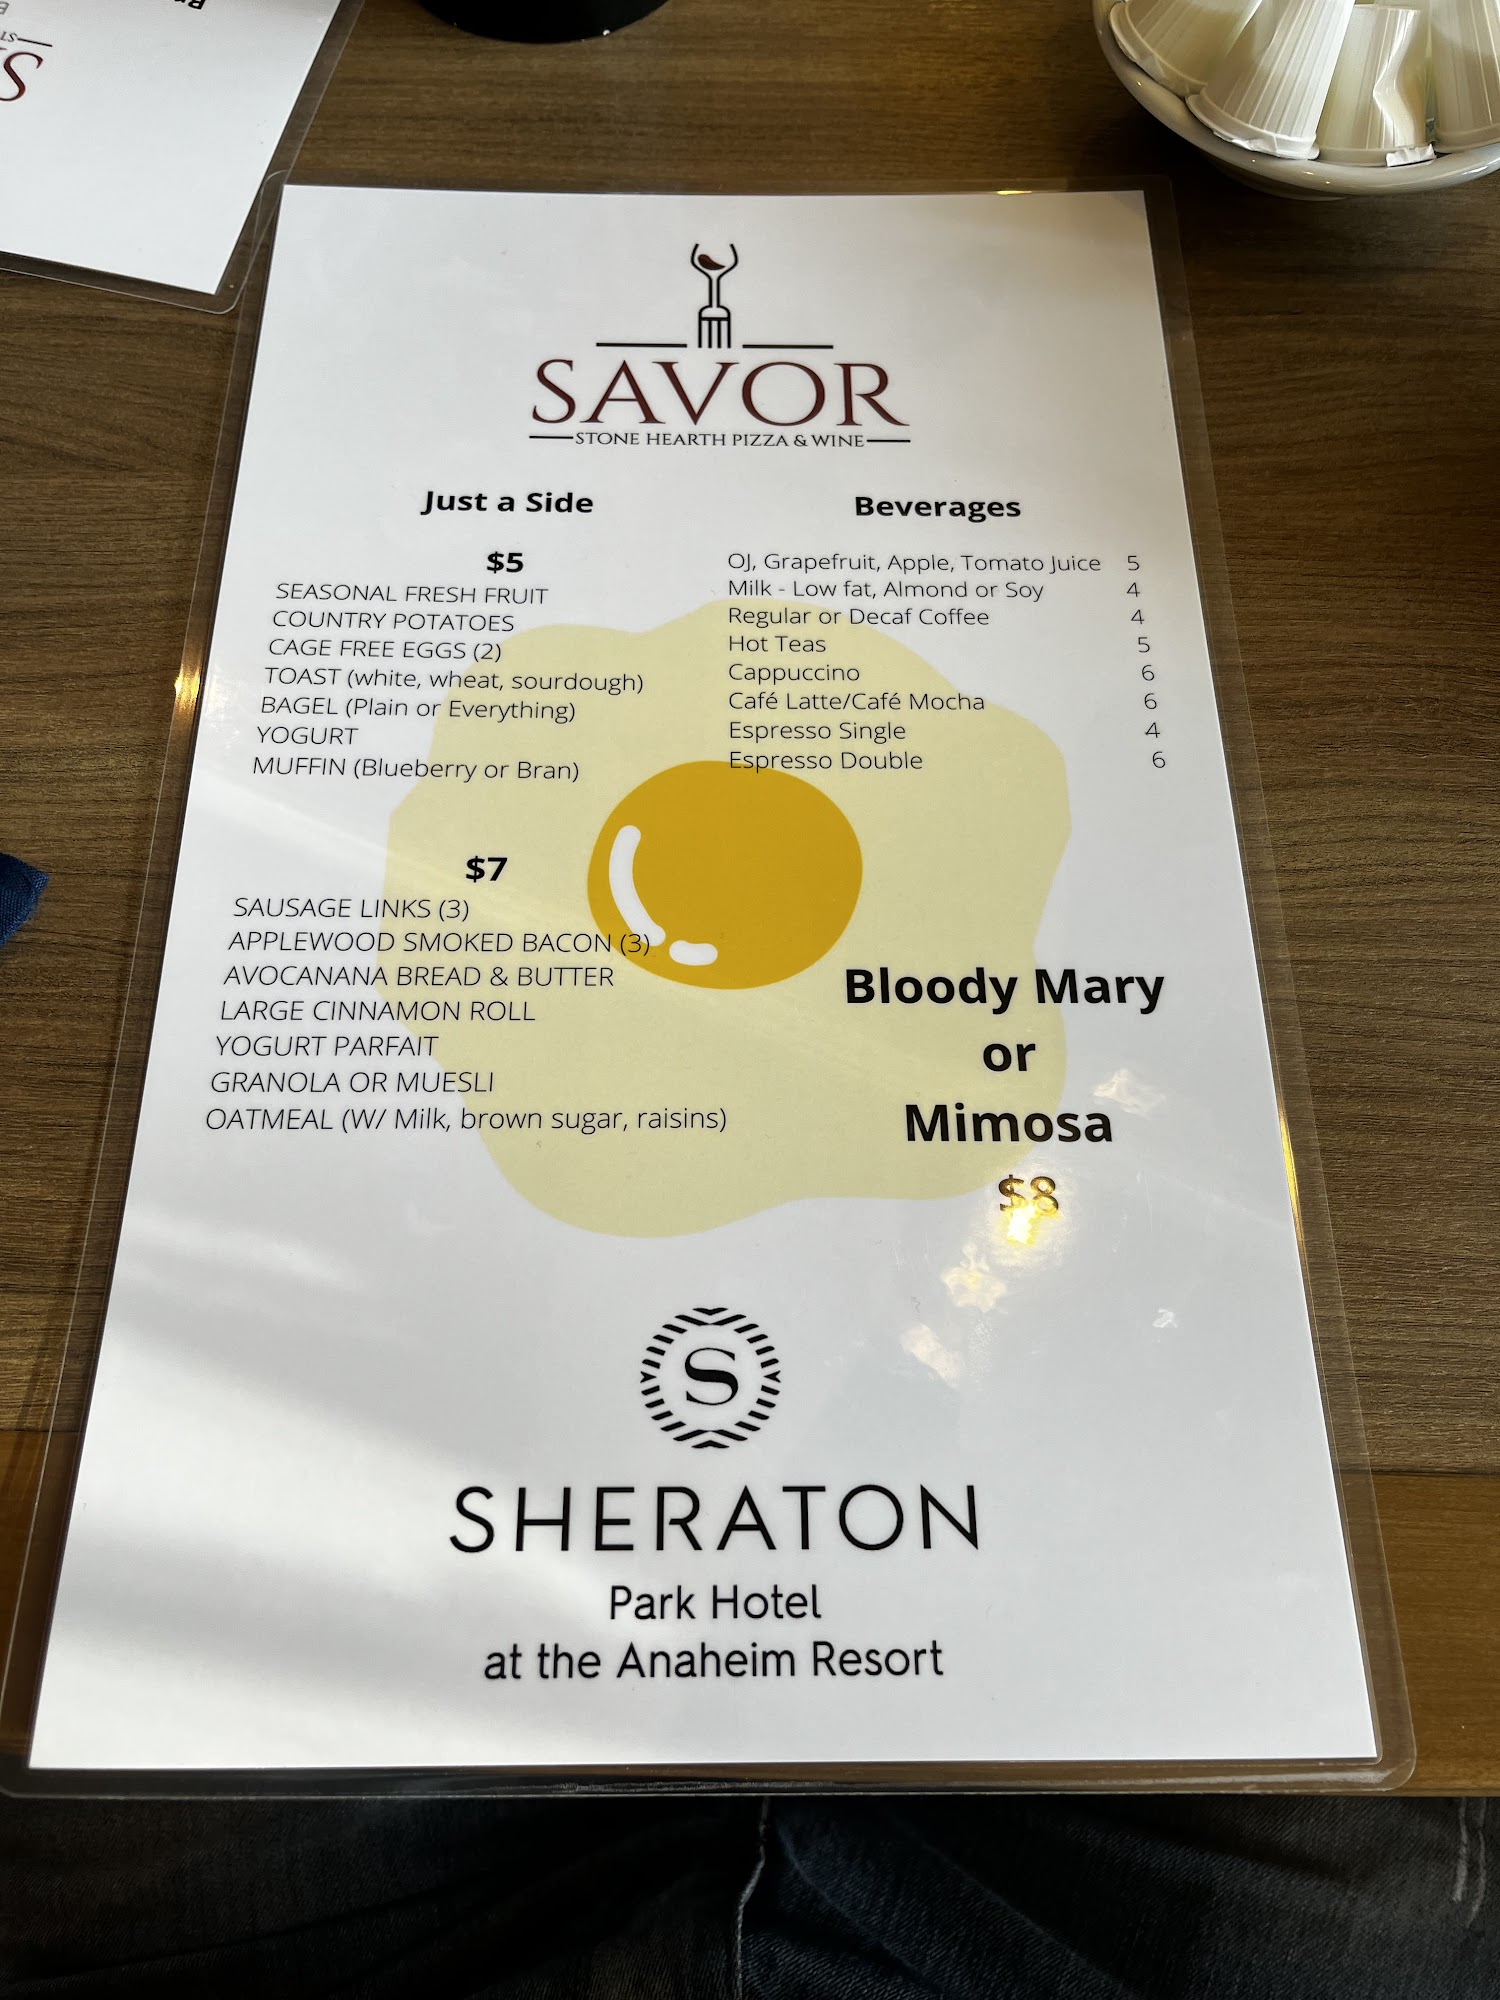 SAVOR
STONE HEARTH PIZZA & WINE
Just a Side
$5
SEASONAL FRESH FRUIT
COUNTRY POTATOES
CAGE FREE EGGS (2)
TOAST (white, wheat, sourdough)
BAGEL (Plain or Everything)
YOGURT
MUFFIN (Blueberry or Bran)
$7
SAUSAGE LINKS (3)
APPLEWOOD SMOKED BACON (3)
AVOCANANA BREAD & BUTTER
LARGE CINNAMON ROLL
YOGURT PARFAIT
GRANOLA OR MUESLI
OATMEAL (W/ Milk, brown sugar, raisins)
Beverages
OJ, Grapefruit, Apple, Tomato Juice 5
Milk - Low fat, Almond or Soy 4
Regular or Decaf Coffee 4
Hot Teas 5
Cappuccino 6
Café Latte/Café Mocha 6
Espresso Single 4
Espresso Double 6
Bloody Mary
or
Mimosa
$8
S
SHERATON
Park Hotel
at the Anaheim Resort